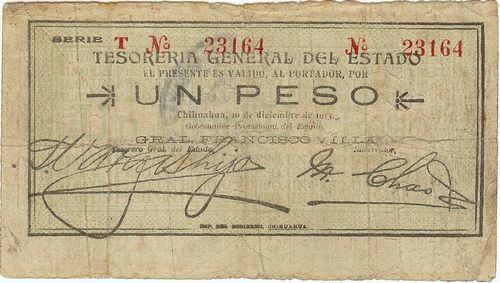 SERIE T No 23164 No 23164
TESORERIA GENERAL DEL ESTADO
EL PRESENTE ES VALIDO, AL PORTADOR, POR
UN PESO
Chihuahua, 10 de diciembre de 1913.
Gobernador Provisional del Estado.
GRAL. FRANCISCO VILLA
Tesorero Gral. del Estado Interventor.
M. Chao
IMP. DEL GOBIERNO, CHIHUAHUA.